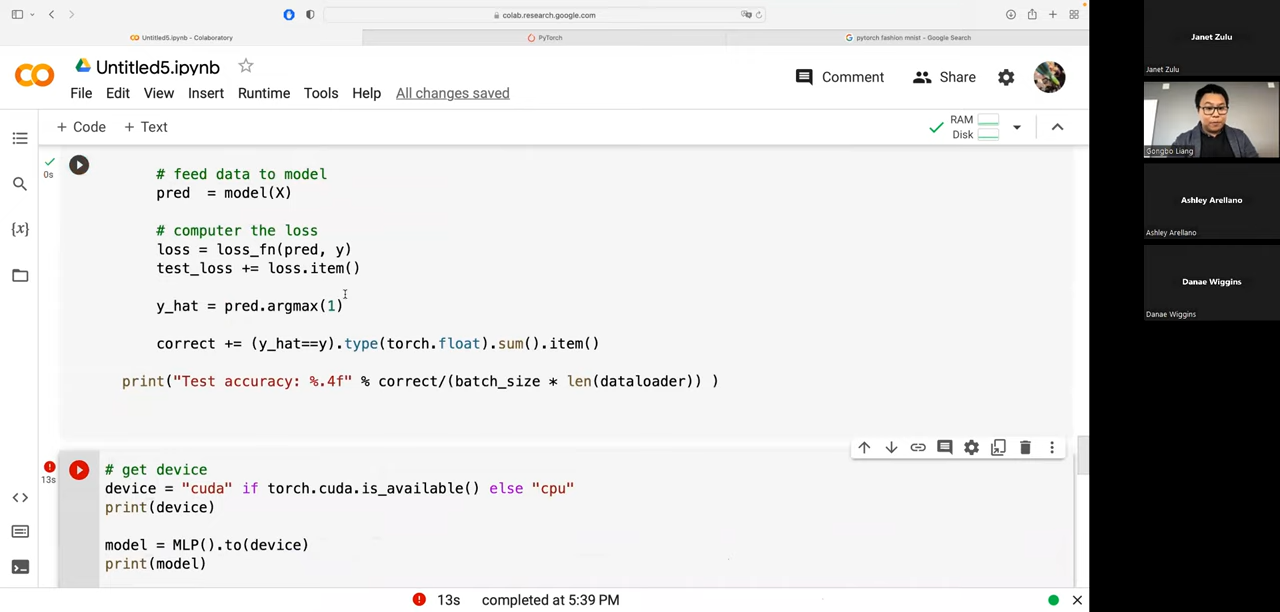 colab.research.google.com
Untitled5.ipynb - Colaboratory
PyTorch
pytorch fashion mnist - Google Search
Untitled5.ipynb
File Edit View Insert Runtime Tools Help All changes saved
Comment
Share
+ Code + Text
RAM
Disk
0s
# feed data to model
pred  = model(X)
# computer the loss
loss = loss_fn(pred, y)
test_loss += loss.item()
y_hat = pred.argmax(1)
correct += (y_hat==y).type(torch.float).sum().item()
print("Test accuracy: %.4f" % correct/(batch_size * len(dataloader)) )
13s
# get device
device = "cuda" if torch.cuda.is_available() else "cpu"
print(device)
model = MLP().to(device)
print(model)
13s completed at 5:39 PM
Janet Zulu
Janet Zulu
Gongbo Liang
Ashley Arellano
Ashley Arellano
Danae Wiggins
Danae Wiggins